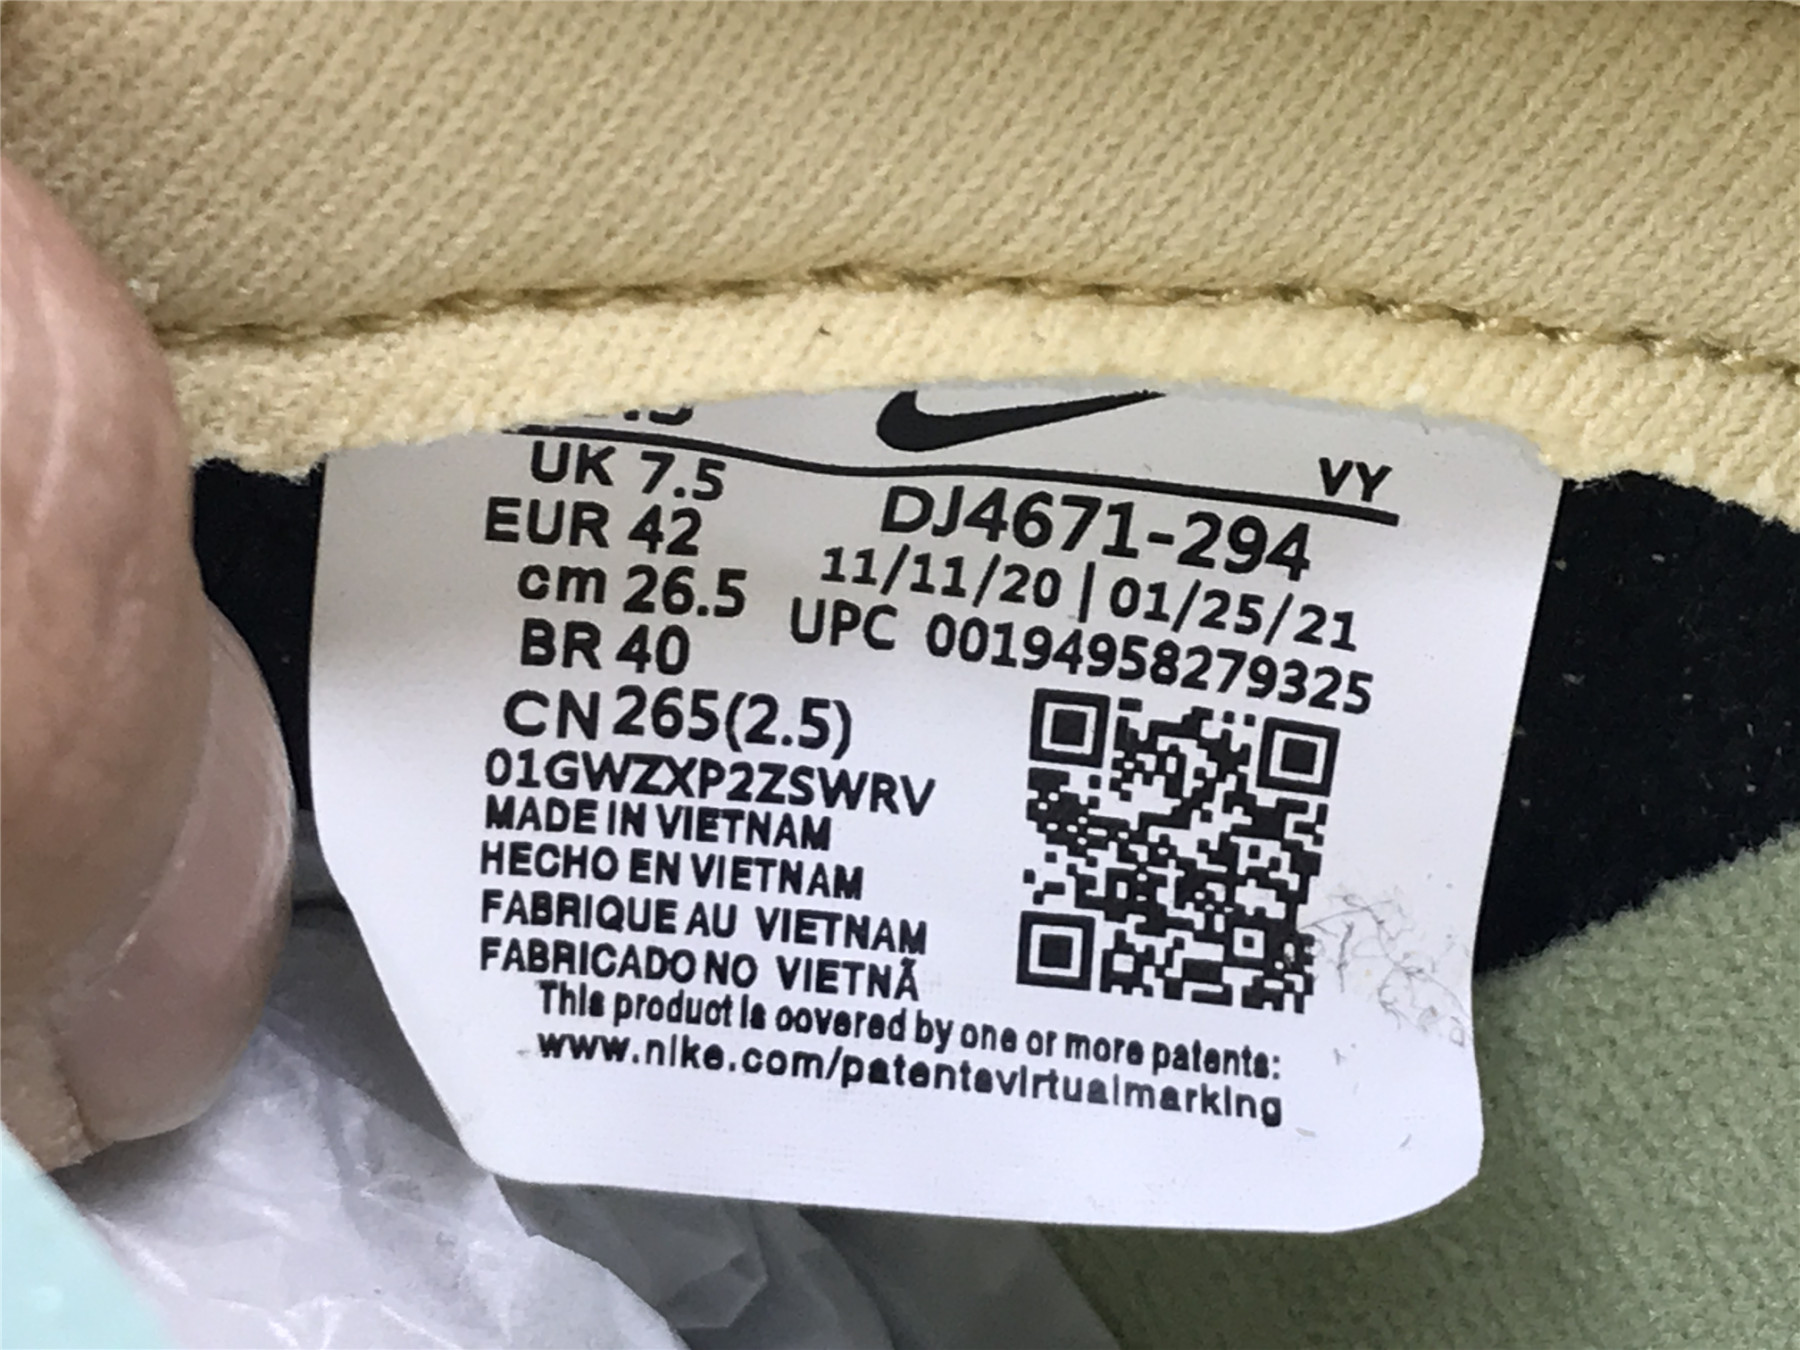 VY
UK 7.5
EUR 42
cm 26.5
BR 40
CN 265(2.5)
DJ4671-294
11/11/20 | 01/25/21
UPC 00194958279325
01GWZXP2ZSWRV
MADE IN VIETNAM
HECHO EN VIETNAM
FABRIQUE AU VIETNAM
FABRICADO NO VIETNÃ
This product is covered by one or more patents:
www.nike.com/patentsvirtualmarking